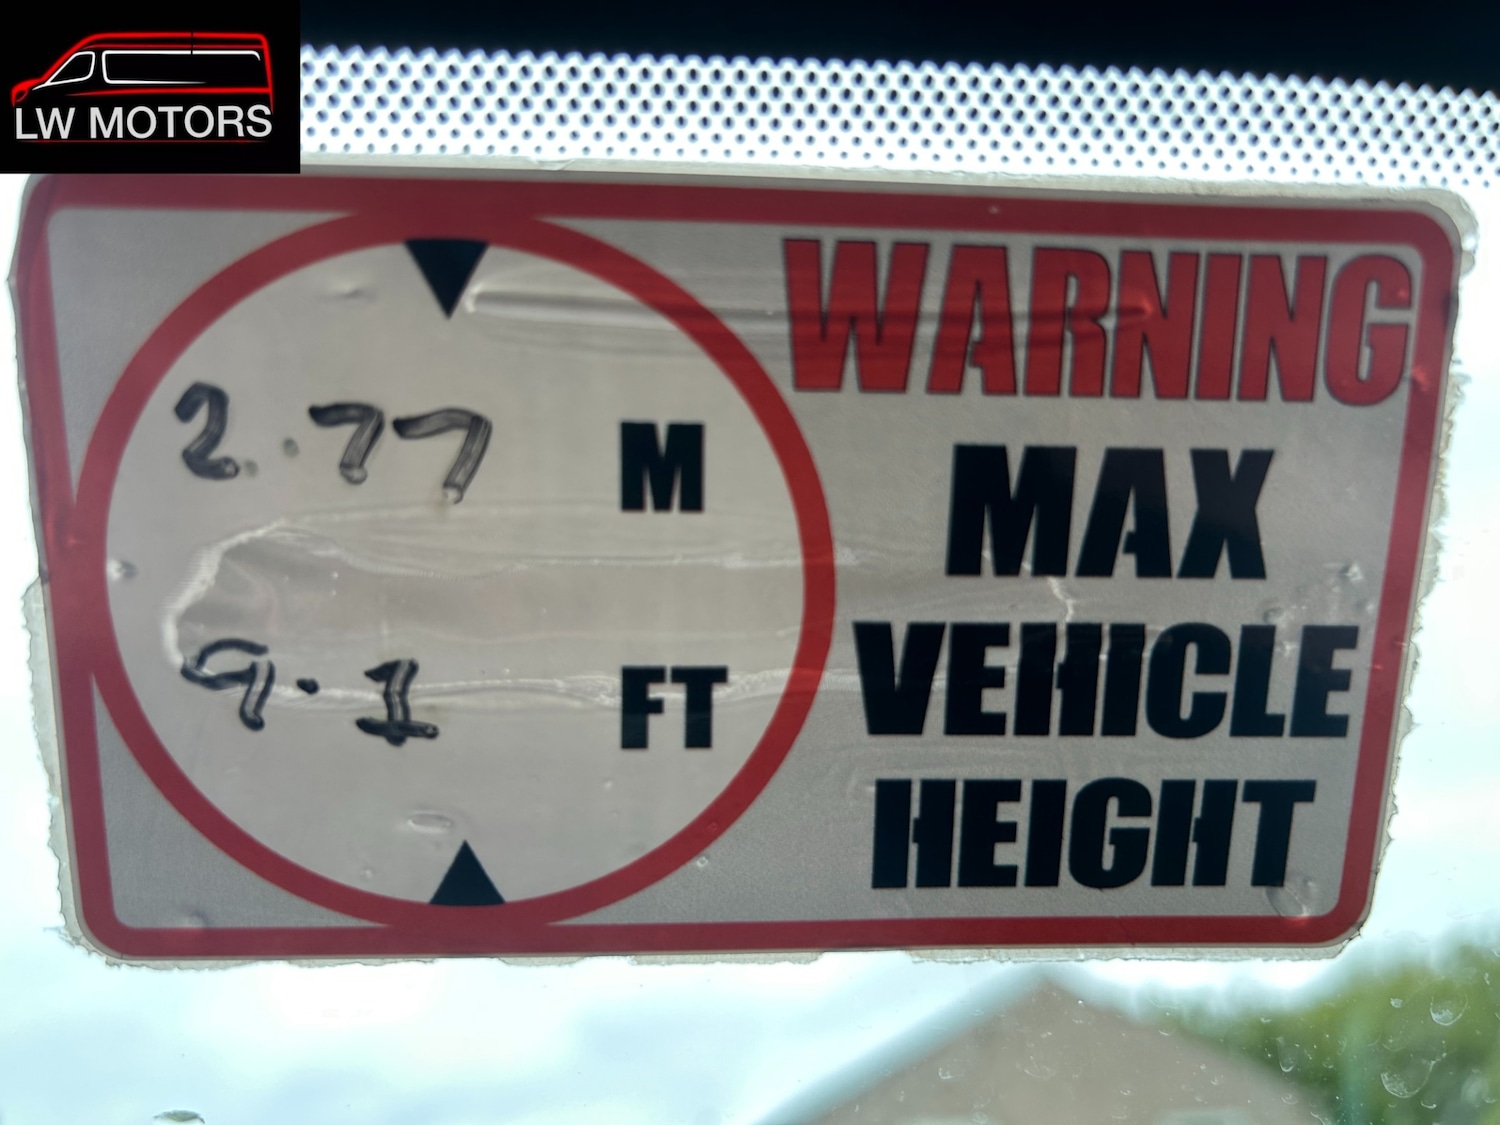 LW MOTORS
WARNING
2.77 M
9.1 FT
MAX
VEHICLE
HEIGHT